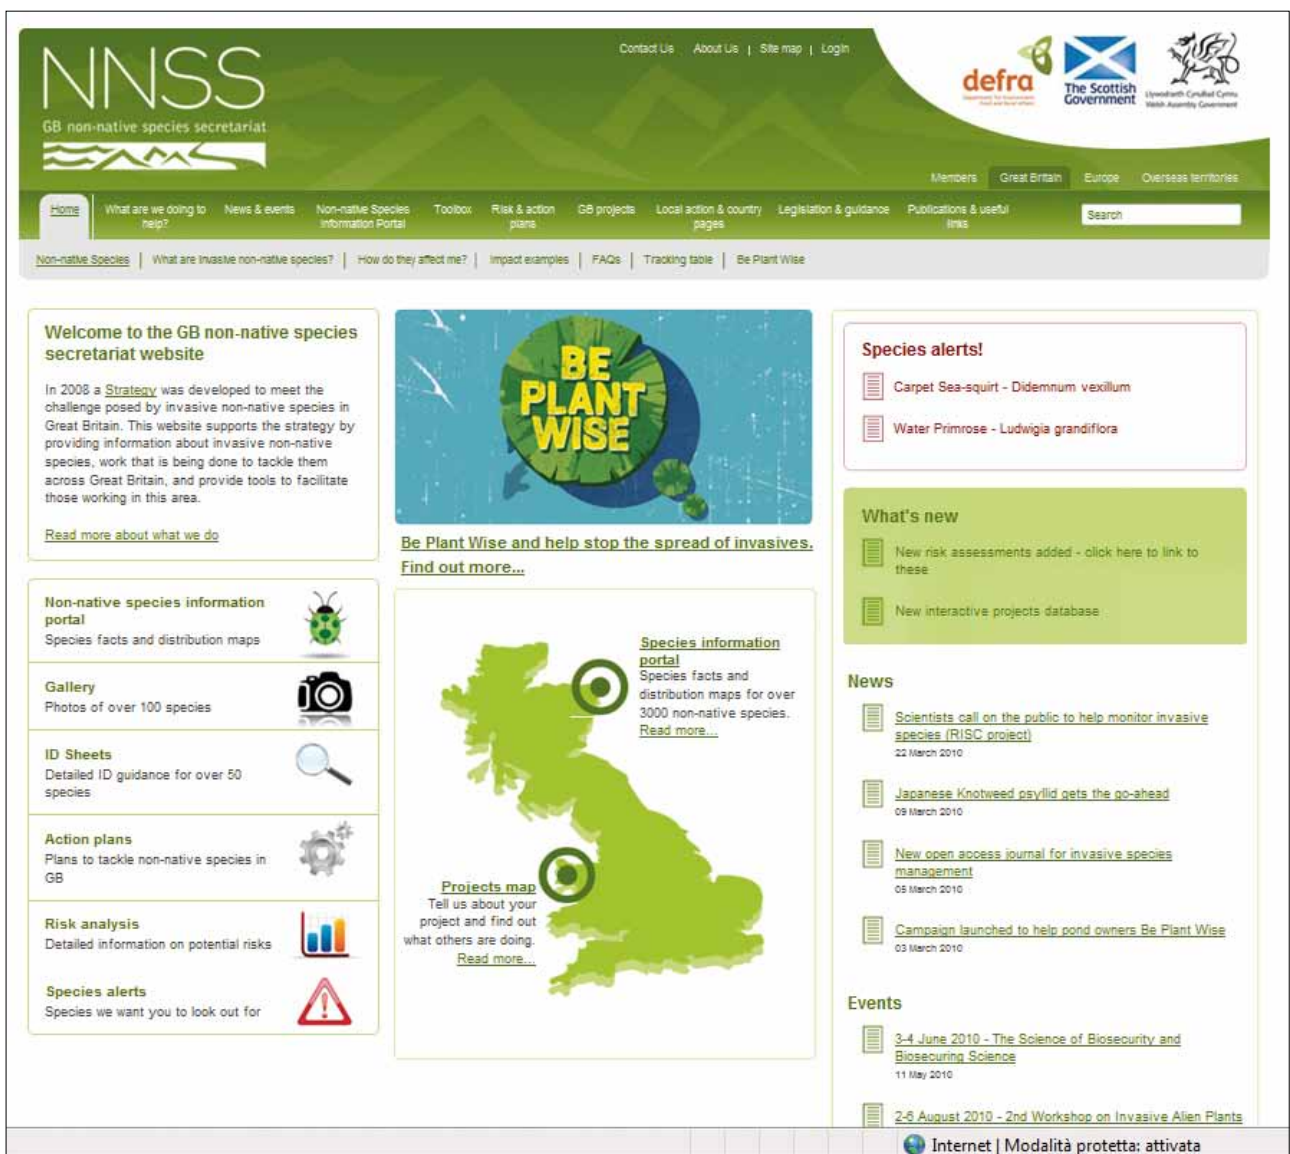 NNSS
GB non-native species secretariat
Contact Us About Us | Site map | Login
defra
The Scottish
Government
Llywodraeth Cynulliad Cymru
Welsh Assembly Government
Members Great Britain Europe Overseas territories
Home
What are we doing to
help?
News & events
Non-native Species
Information Portal
Toolbox
Risk & action
plans
GB projects
Local action & country
pages
Legislation & guidance
Publications & useful
links
Search
Non-native Species | What are invasive non-native species? | How do they affect me? | Impact examples | FAQs | Tracking table | Be Plant Wise
Welcome to the GB non-native species
secretariat website
In 2008 a Strategy was developed to meet the
challenge posed by invasive non-native species in
Great Britain. This website supports the strategy by
providing information about invasive non-native
species, work that is being done to tackle them
across Great Britain, and provide tools to facilitate
those working in this area.
Read more about what we do
Non-native species information
portal
Species facts and distribution maps
Gallery
Photos of over 100 species
ID Sheets
Detailed ID guidance for over 50
species
Action plans
Plans to tackle non-native species in
GB
Risk analysis
Detailed information on potential risks
Species alerts
Species we want you to look out for
BE
PLANT
WISE
Be Plant Wise and help stop the spread of invasives.
Find out more...
Species information
portal
Species facts and
distribution maps for over
3000 non-native species.
Read more...
Projects map
Tell us about your
project and find out
what others are doing.
Read more...
Species alerts!
Carpet Sea-squirt - Didemnum vexillum
Water Primrose - Ludwigia grandiflora
What's new
New risk assessments added - click here to link to
these
New interactive projects database
News
Scientists call on the public to help monitor invasive
species (RISC project)
22 March 2010
Japanese Knotweed psyllid gets the go-ahead
09 March 2010
New open access journal for invasive species
management
05 March 2010
Campaign launched to help pond owners Be Plant Wise
03 March 2010
Events
3-4 June 2010 - The Science of Biosecurity and
Biosecuring Science
11 May 2010
2-6 August 2010 - 2nd Workshop on Invasive Alien Plants
Internet | Modalità protetta: attivata